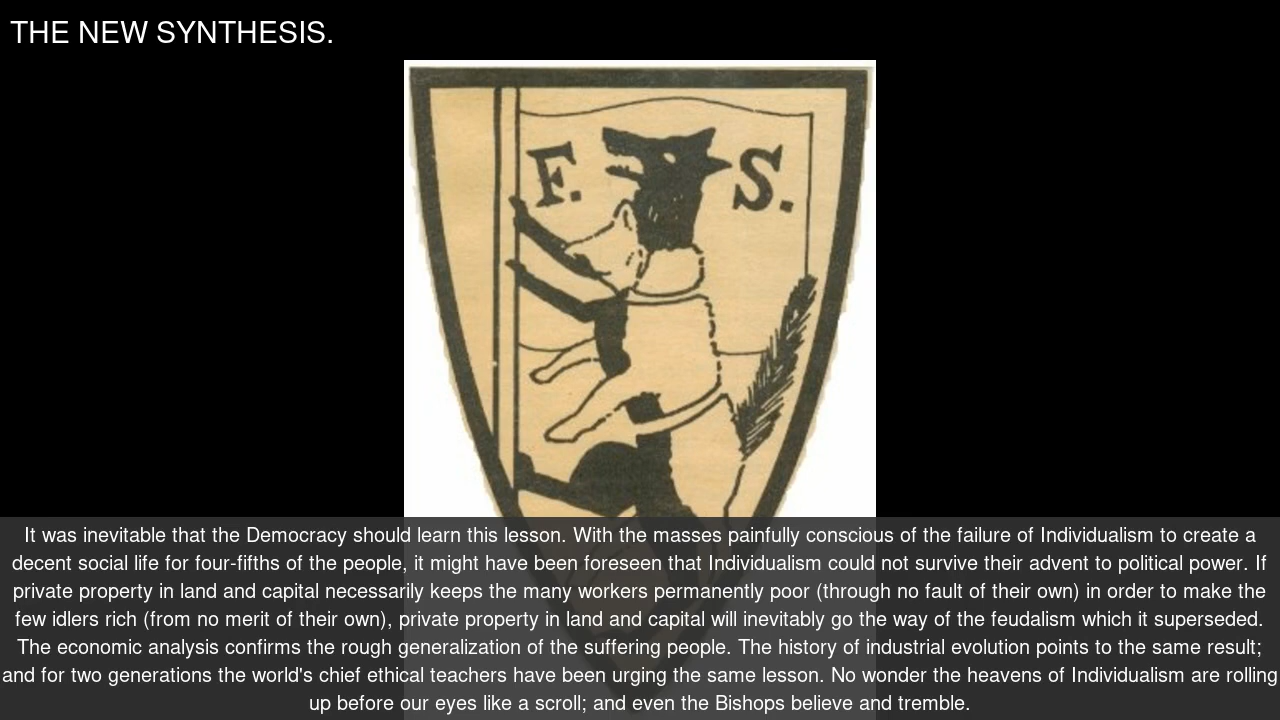 THE NEW SYNTHESIS.
F. S.
It was inevitable that the Democracy should learn this lesson. With the masses painfully conscious of the failure of Individualism to create a
decent social life for four-fifths of the people, it might have been foreseen that Individualism could not survive their advent to political power. If
private property in land and capital necessarily keeps the many workers permanently poor (through no fault of their own) in order to make the
few idlers rich (from no merit of their own), private property in land and capital will inevitably go the way of the feudalism which it superseded.
The economic analysis confirms the rough generalization of the suffering people. The history of industrial evolution points to the same result;
and for two generations the world's chief ethical teachers have been urging the same lesson. No wonder the heavens of Individualism are rolling
up before our eyes like a scroll; and even the Bishops believe and tremble.